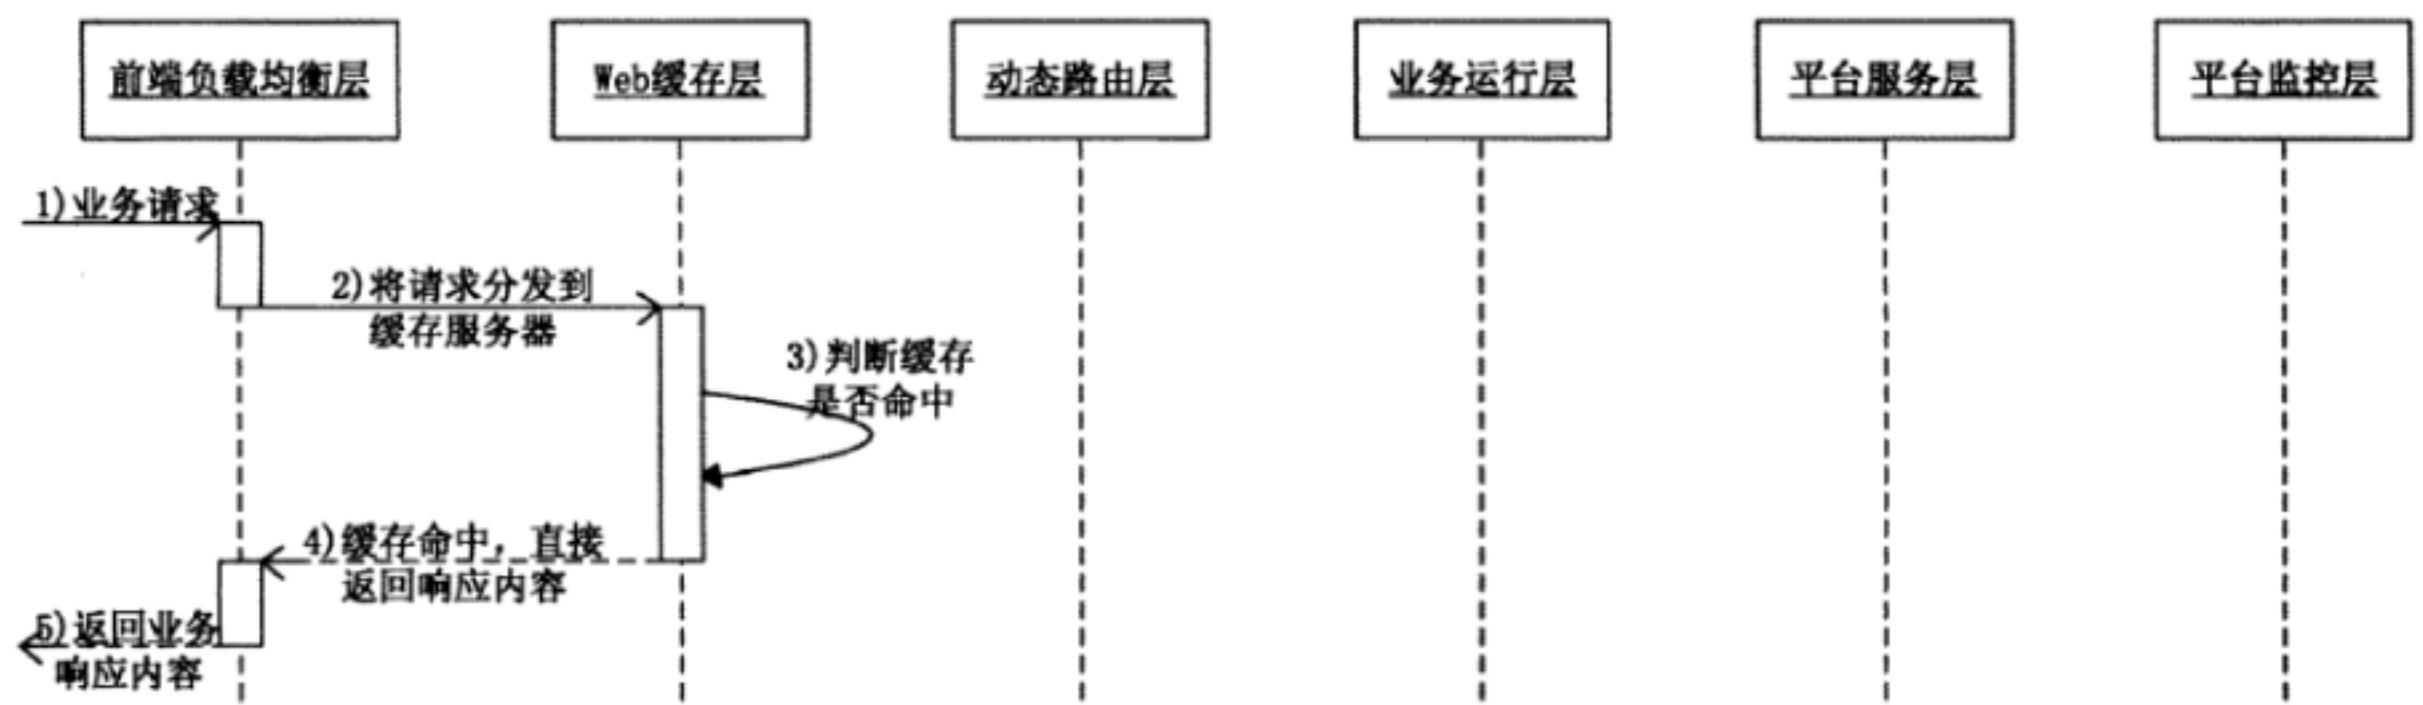 前端负载均衡层
Web缓存层
动态路由层
业务运行层
平台服务层
平台监控层
1)业务请求
2)将请求分发到
缓存服务器
3)判断缓存
是否命中
4)缓存命中，直接
返回响应内容
5)返回业务
响应内容